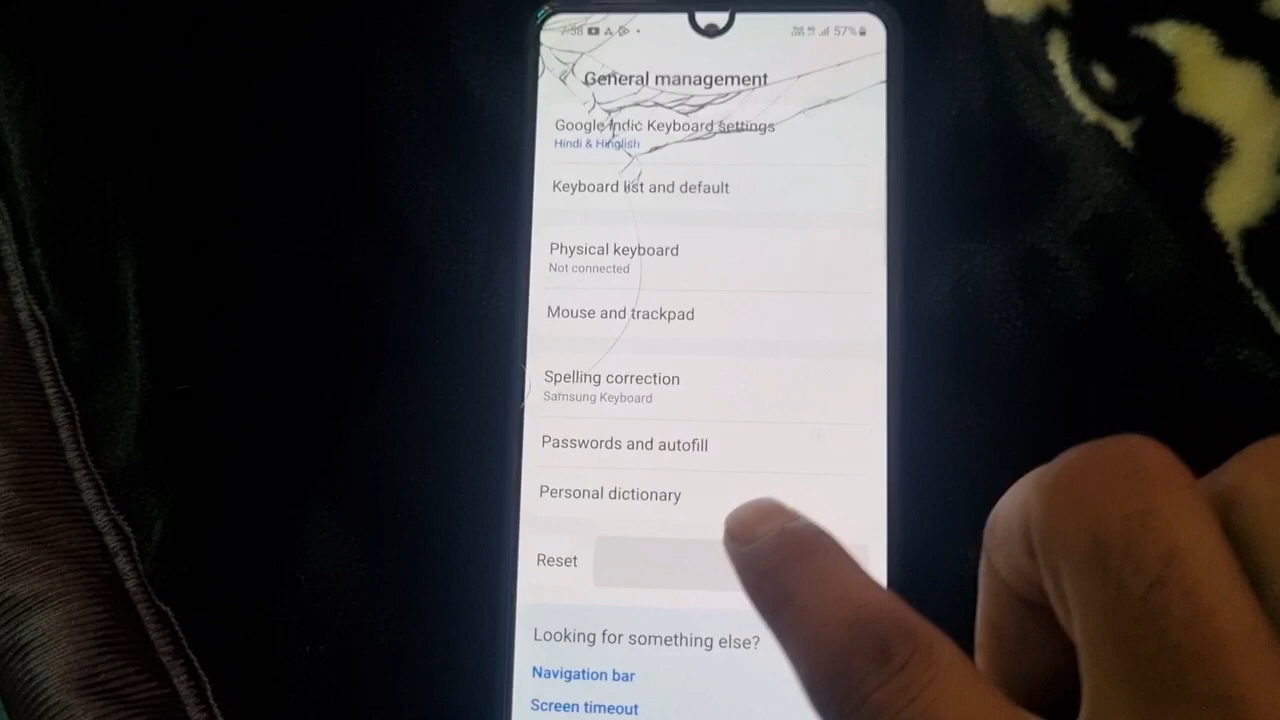 7:38 57%
General management
Google Indic Keyboard settings
Hindi & Hinglish
Keyboard list and default
Physical keyboard
Not connected
Mouse and trackpad
Spelling correction
Samsung Keyboard
Passwords and autofill
Personal dictionary
Reset
Looking for something else?
Navigation bar
Screen timeout